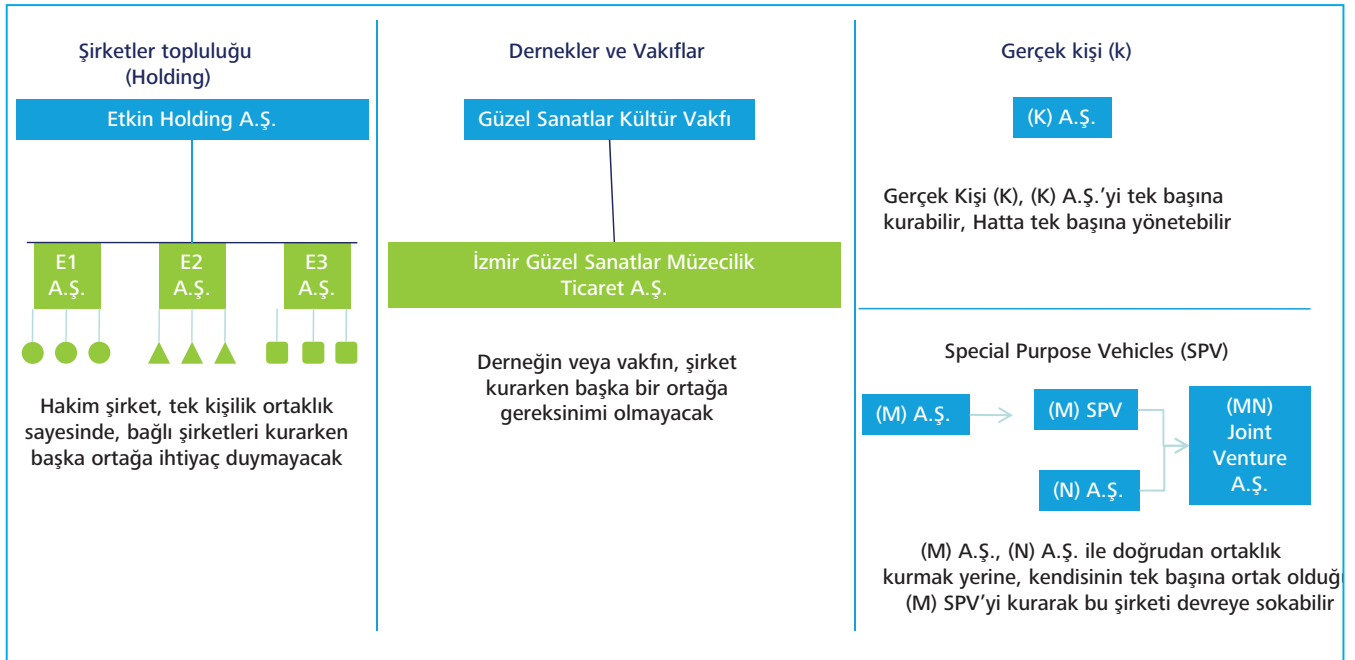 Şirketler topluluğu
(Holding)
Etkin Holding A.Ş.
E1
A.Ş.
E2
A.Ş.
E3
A.Ş.
Hakim şirket, tek kişilik ortaklık
sayesinde, bağlı şirketleri kurarken
başka ortağa ihtiyaç duymayacak
Dernekler ve Vakıflar
Güzel Sanatlar Kültür Vakfı
İzmir Güzel Sanatlar Müzecilik
Ticaret A.Ş.
Derneğin veya vakfın, şirket
kurarken başka bir ortağa
gereksinimi olmayacak
Gerçek kişi (k)
(K) A.Ş.
Gerçek Kişi (K), (K) A.Ş.’yi tek başına
kurabilir, Hatta tek başına yönetebilir
Special Purpose Vehicles (SPV)
(M) A.Ş.
(M) SPV
(N) A.Ş.
(MN)
Joint
Venture
A.Ş.
(M) A.Ş., (N) A.Ş. ile doğrudan ortaklık
kurmak yerine, kendisinin tek başına ortak olduğu
(M) SPV’yi kurarak bu şirketi devreye sokabilir